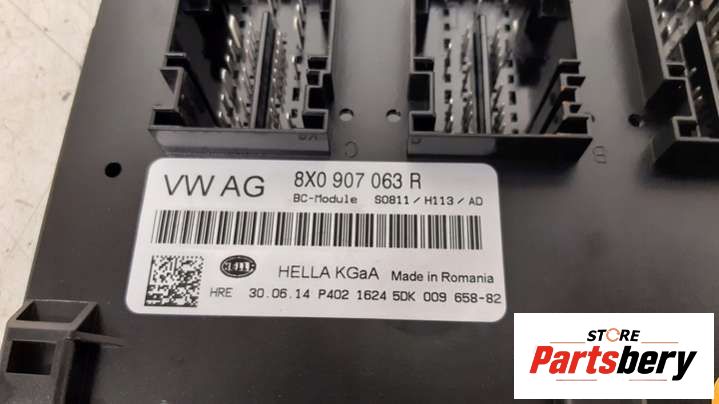 VW AG 8X0 907 063 R
BC-Module S0811 / H113 / AD
HELLA
HELLA KGaA Made in Romania
HRE 30.06.14 P402 1624 5DK 009 658-82
C
B
STORE
Partsbery